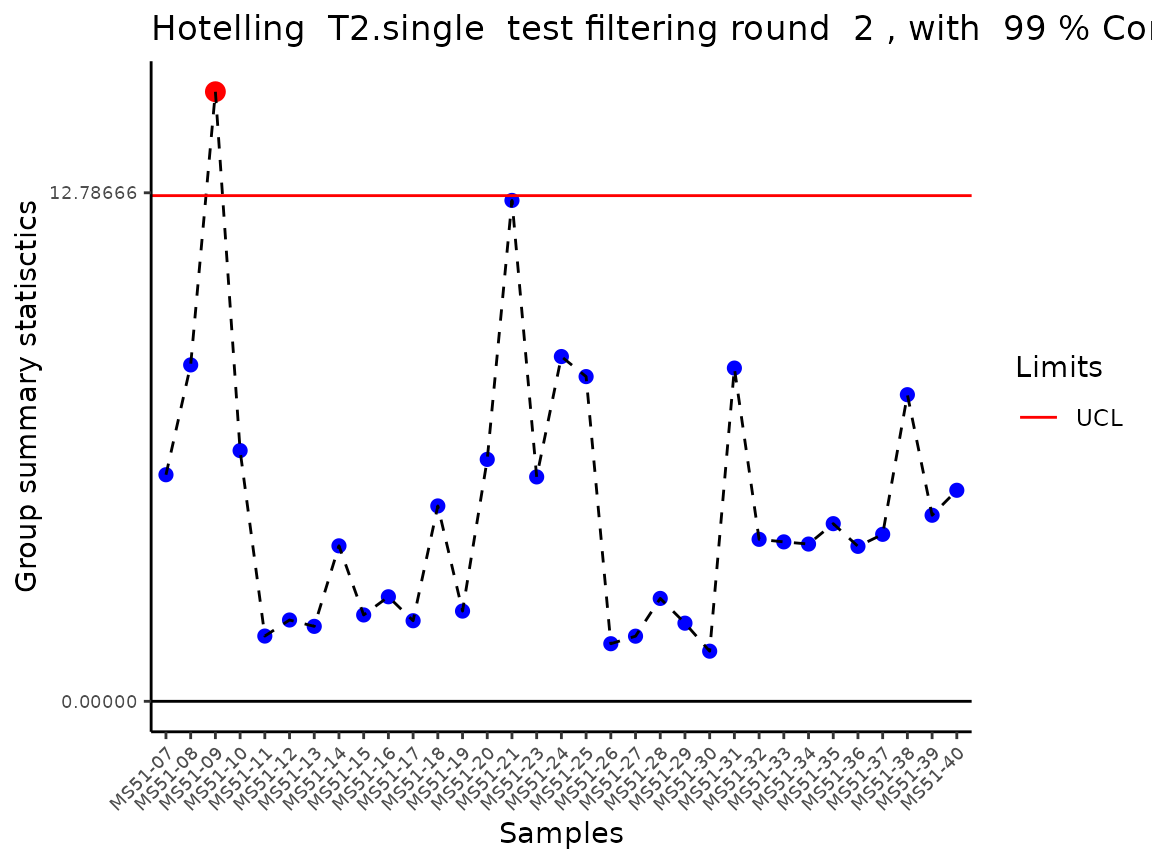 Hotelling  T2.single  test filtering round  2 , with  99 % Co
Group summary statisctics
12.78666
0.00000
Limits
UCL
MS51-07
MS51-08
MS51-09
MS51-10
MS51-11
MS51-12
MS51-13
MS51-14
MS51-15
MS51-16
MS51-17
MS51-18
MS51-19
MS51-20
MS51-21
MS51-23
MS51-24
MS51-25
MS51-26
MS51-27
MS51-28
MS51-29
MS51-30
MS51-31
MS51-32
MS51-33
MS51-34
MS51-35
MS51-36
MS51-37
MS51-38
MS51-39
MS51-40
Samples